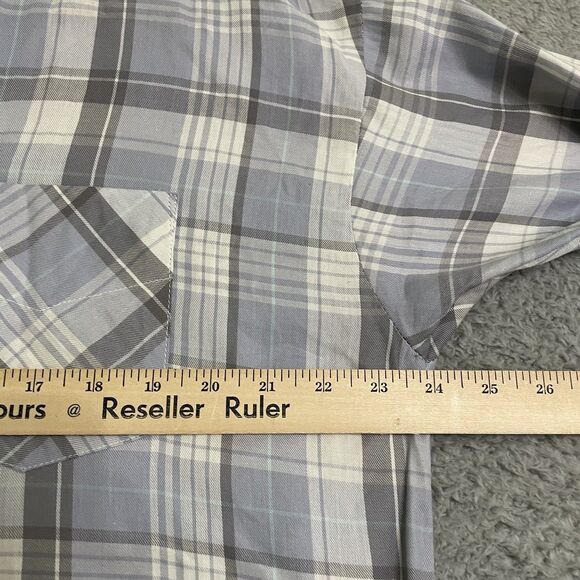 17 18 19 20 21 22 23 24 25 26
ours @ Reseller Ruler